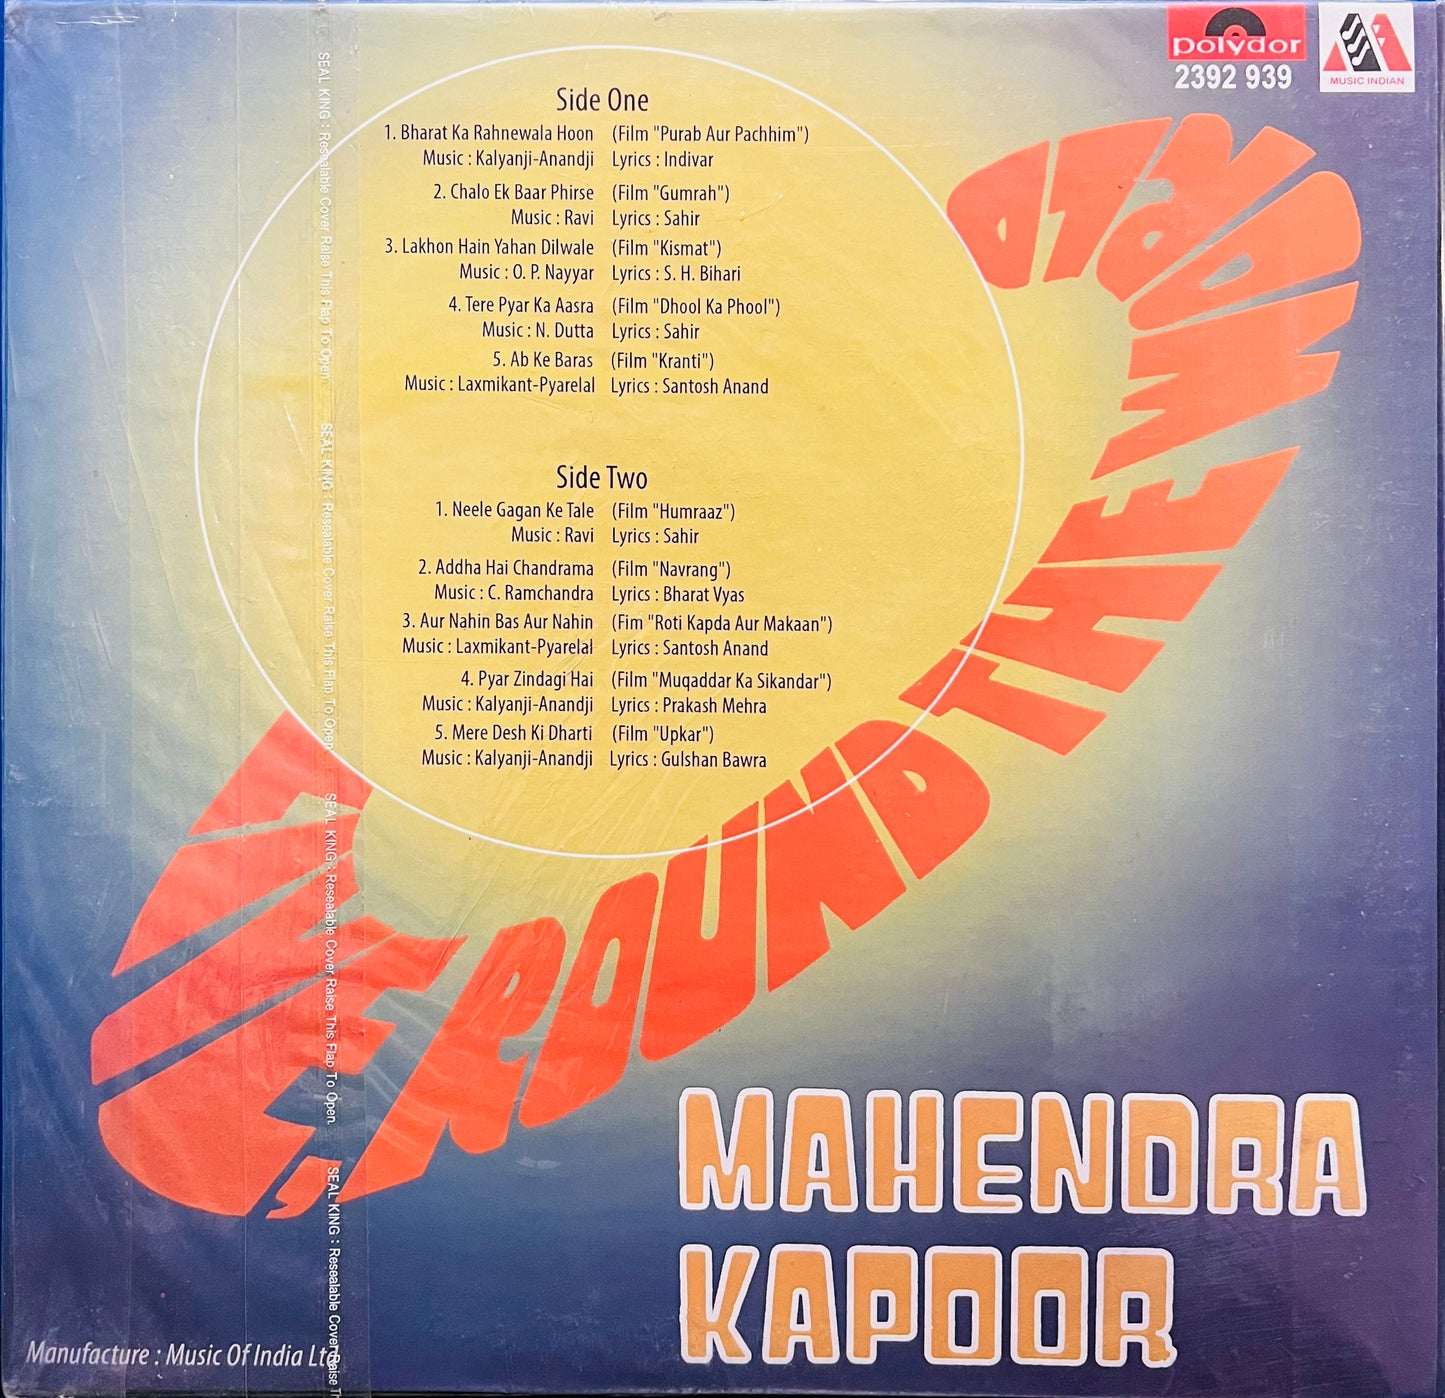 polydor
2392 939
MUSIC INDIAN
Side One
1. Bharat Ka Rahnewala Hoon (Film "Purab Aur Pachhim")
Music : Kalyanji-Anandji Lyrics : Indivar
2. Chalo Ek Baar Phirse (Film "Gumrah")
Music : Ravi Lyrics : Sahir
3. Lakhon Hain Yahan Dilwale (Film "Kismat")
Music : O. P. Nayyar Lyrics : S. H. Bihari
4. Tere Pyar Ka Aasra (Film "Dhool Ka Phool")
Music : N. Dutta Lyrics : Sahir
5. Ab Ke Baras (Film "Kranti")
Music : Laxmikant-Pyarelal Lyrics : Santosh Anand
Side Two
1. Neele Gagan Ke Tale (Film "Humraaz")
Music : Ravi Lyrics : Sahir
2. Addha Hai Chandrama (Film "Navrang")
Music : C. Ramchandra Lyrics : Bharat Vyas
3. Aur Nahin Bas Aur Nahin (Fim "Roti Kapda Aur Makaan")
Music : Laxmikant-Pyarelal Lyrics : Santosh Anand
4. Pyar Zindagi Hai (Film "Muqaddar Ka Sikandar")
Music : Kalyanji-Anandji Lyrics : Prakash Mehra
5. Mere Desh Ki Dharti (Film "Upkar")
Music : Kalyanji-Anandji Lyrics : Gulshan Bawra
LIVE, ROUND THE WORLD
MAHENDRA
KAPOOR
Manufacture : Music Of India Ltd
SEAL KING : Resealable Cover Raise This Flap To Open.
SEAL KING : Resealable Cover Raise This Flap To Open.
SEAL KING : Resealable Cover Raise This Flap To Open.
SEAL KING : Resealable Cover Raise Th